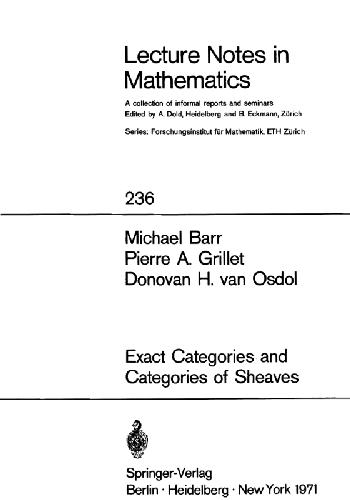 Lecture Notes in
Mathematics
A collection of informal reports and seminars
Edited by A. Dold, Heidelberg and B. Eckmann, Zürich
Series: Forschungsinstitut für Mathematik, ETH Zürich
236
Michael Barr
Pierre A. Grillet
Donovan H. van Osdol
Exact Categories and
Categories of Sheaves
Springer-Verlag
Berlin · Heidelberg · New York 1971